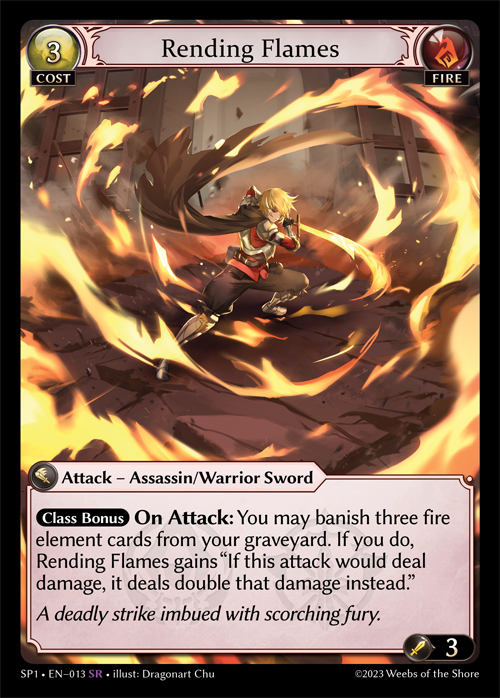 3
COST
Rending Flames
FIRE
Attack – Assassin/Warrior Sword
Class Bonus On Attack: You may banish three fire
element cards from your graveyard. If you do,
Rending Flames gains “If this attack would deal
damage, it deals double that damage instead.”
A deadly strike imbued with scorching fury.
3
SP1 • EN–013 SR • illust: Dragonart Chu
©2023 Weebs of the Shore